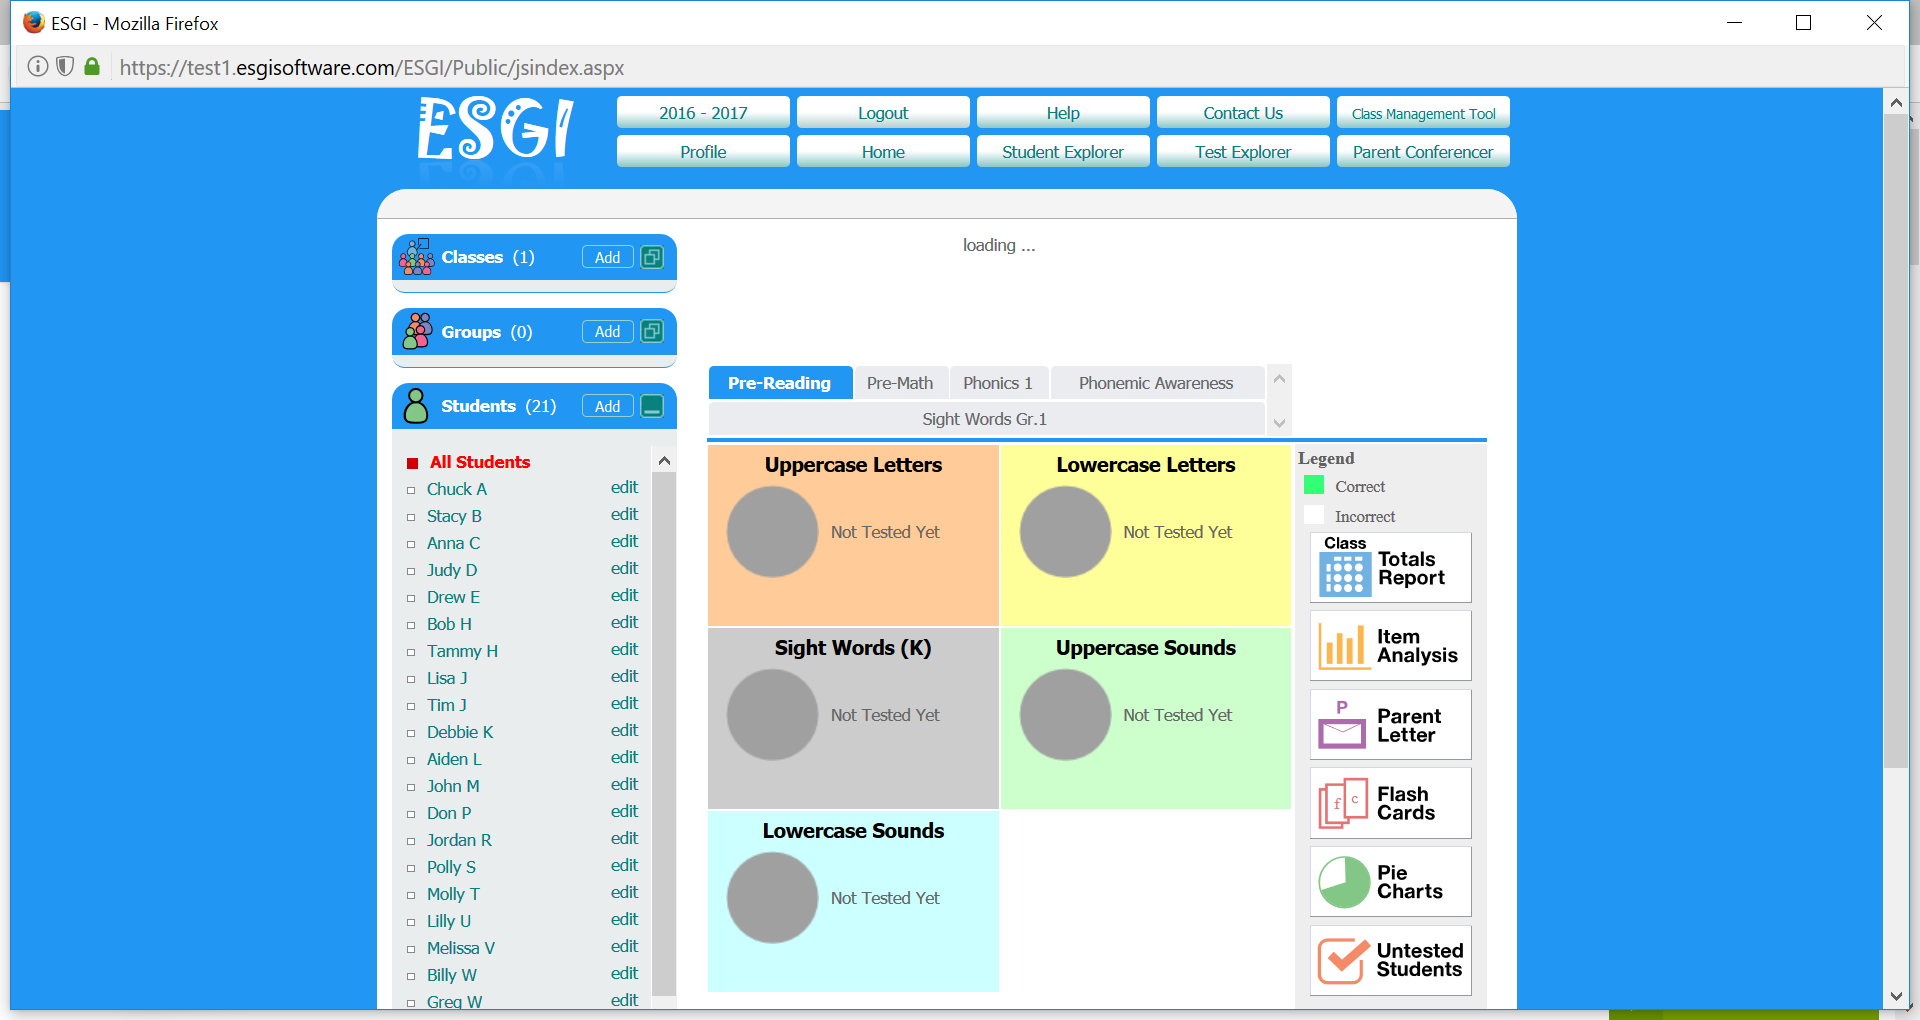 ESGI - Mozilla Firefox
https://test1.esgisoftware.com/ESGI/Public/jsindex.aspx
ESGI
2016 - 2017
Logout
Help
Contact Us
Class Management Tool
Profile
Home
Student Explorer
Test Explorer
Parent Conferencer
Classes (1)
Add
Groups (0)
Add
Students (21)
Add
All Students
Chuck A edit
Stacy B edit
Anna C edit
Judy D edit
Drew E edit
Bob H edit
Tammy H edit
Lisa J edit
Tim J edit
Debbie K edit
Aiden L edit
John M edit
Don P edit
Jordan R edit
Polly S edit
Molly T edit
Lilly U edit
Melissa V edit
Billy W edit
Greg W edit
loading ...
Pre-Reading
Pre-Math
Phonics 1
Phonemic Awareness
Sight Words Gr.1
Uppercase Letters
Not Tested Yet
Lowercase Letters
Not Tested Yet
Sight Words (K)
Not Tested Yet
Uppercase Sounds
Not Tested Yet
Lowercase Sounds
Not Tested Yet
Legend
Correct
Incorrect
Class
Totals
Report
Item
Analysis
P
Parent
Letter
f c
Flash
Cards
Pie
Charts
Untested
Students